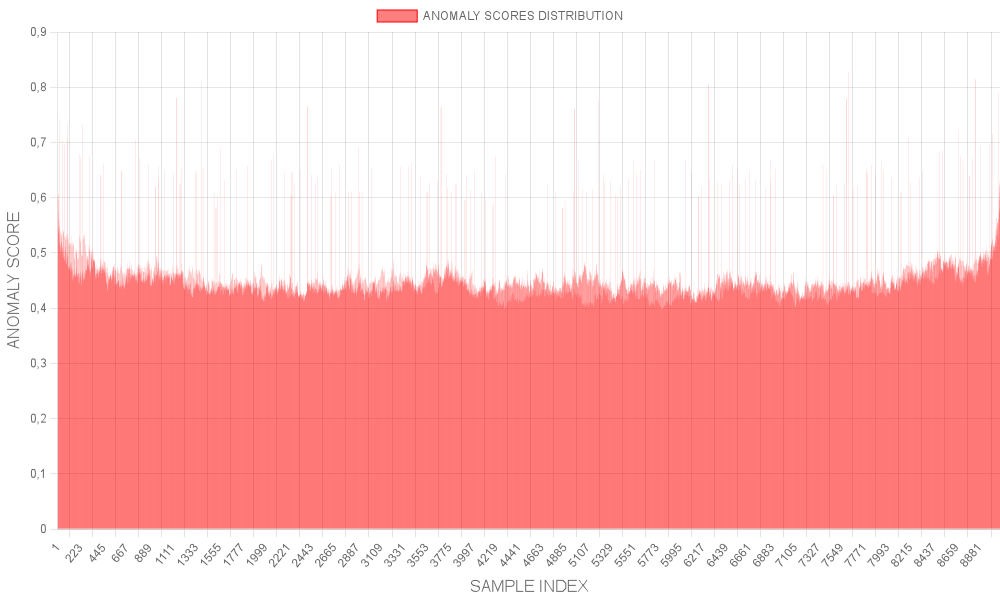 ANOMALY SCORES DISTRIBUTION
0,9
0,8
0,7
0,6
0,5
0,4
0,3
0,2
0,1
0
ANOMALY SCORE
1 223 445 667 889 1111 1333 1555 1777 1999 2221 2443 2665 2887 3109 3331 3553 3775 3997 4219 4441 4663 4885 5107 5329 5551 5773 5995 6217 6439 6661 6883 7105 7327 7549 7771 7993 8215 8437 8659 8881
SAMPLE INDEX